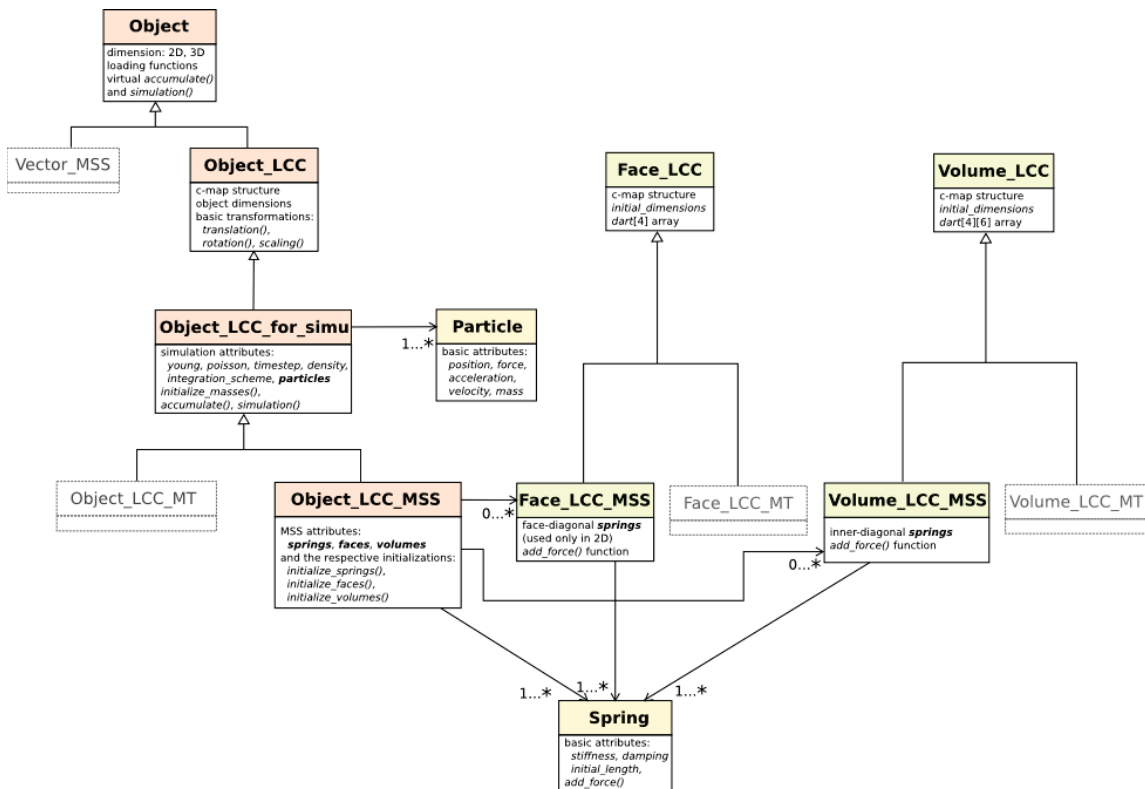 Object
dimension: 2D, 3D
loading functions
virtual accumulate()
and simulation()
Vector_MSS
Object_LCC
c-map structure
object dimensions
basic transformations:
translation(),
rotation(), scaling()
Face_LCC
c-map structure
initial_dimensions
dart[4] array
Volume_LCC
c-map structure
initial_dimensions
dart[4][6] array
Object_LCC_for_simu
simulation attributes:
young, poisson, timestep, density,
integration_scheme, particles
initialize_masses(),
accumulate(), simulation()
1...*
Particle
basic attributes:
position, force,
acceleration,
velocity, mass
Object_LCC_MT
Object_LCC_MSS
MSS attributes:
springs, faces, volumes
and the respective initializations:
initialize_springs(),
initialize_faces(),
initialize_volumes()
0...*
Face_LCC_MSS
face-diagonal springs
(used only in 2D)
add_force() function
Face_LCC_MT
Volume_LCC_MSS
inner-diagonal springs
add_force() function
0...*
Volume_LCC_MT
1...*
1...*
1...*
Spring
basic attributes:
stiffness, damping
initial_length,
add_force()